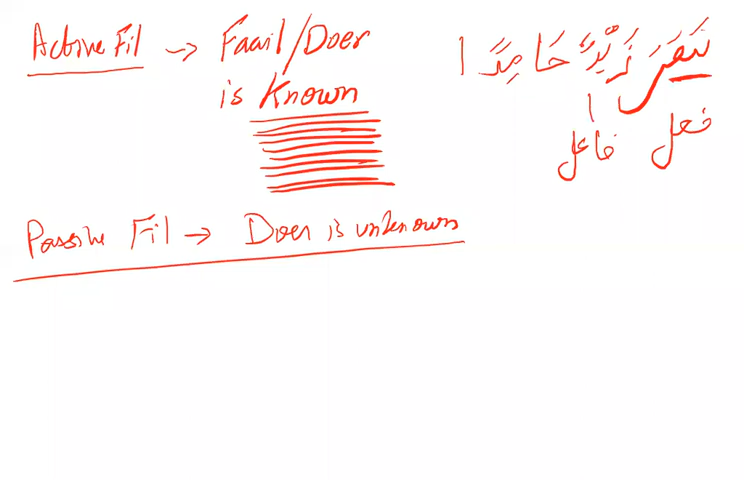 Active Fil → Faail/Doer
is Known
نَصَرَ زَيْدٌ حَامِدًا
فعل فاعل
Passive Fil → Doer is unknown